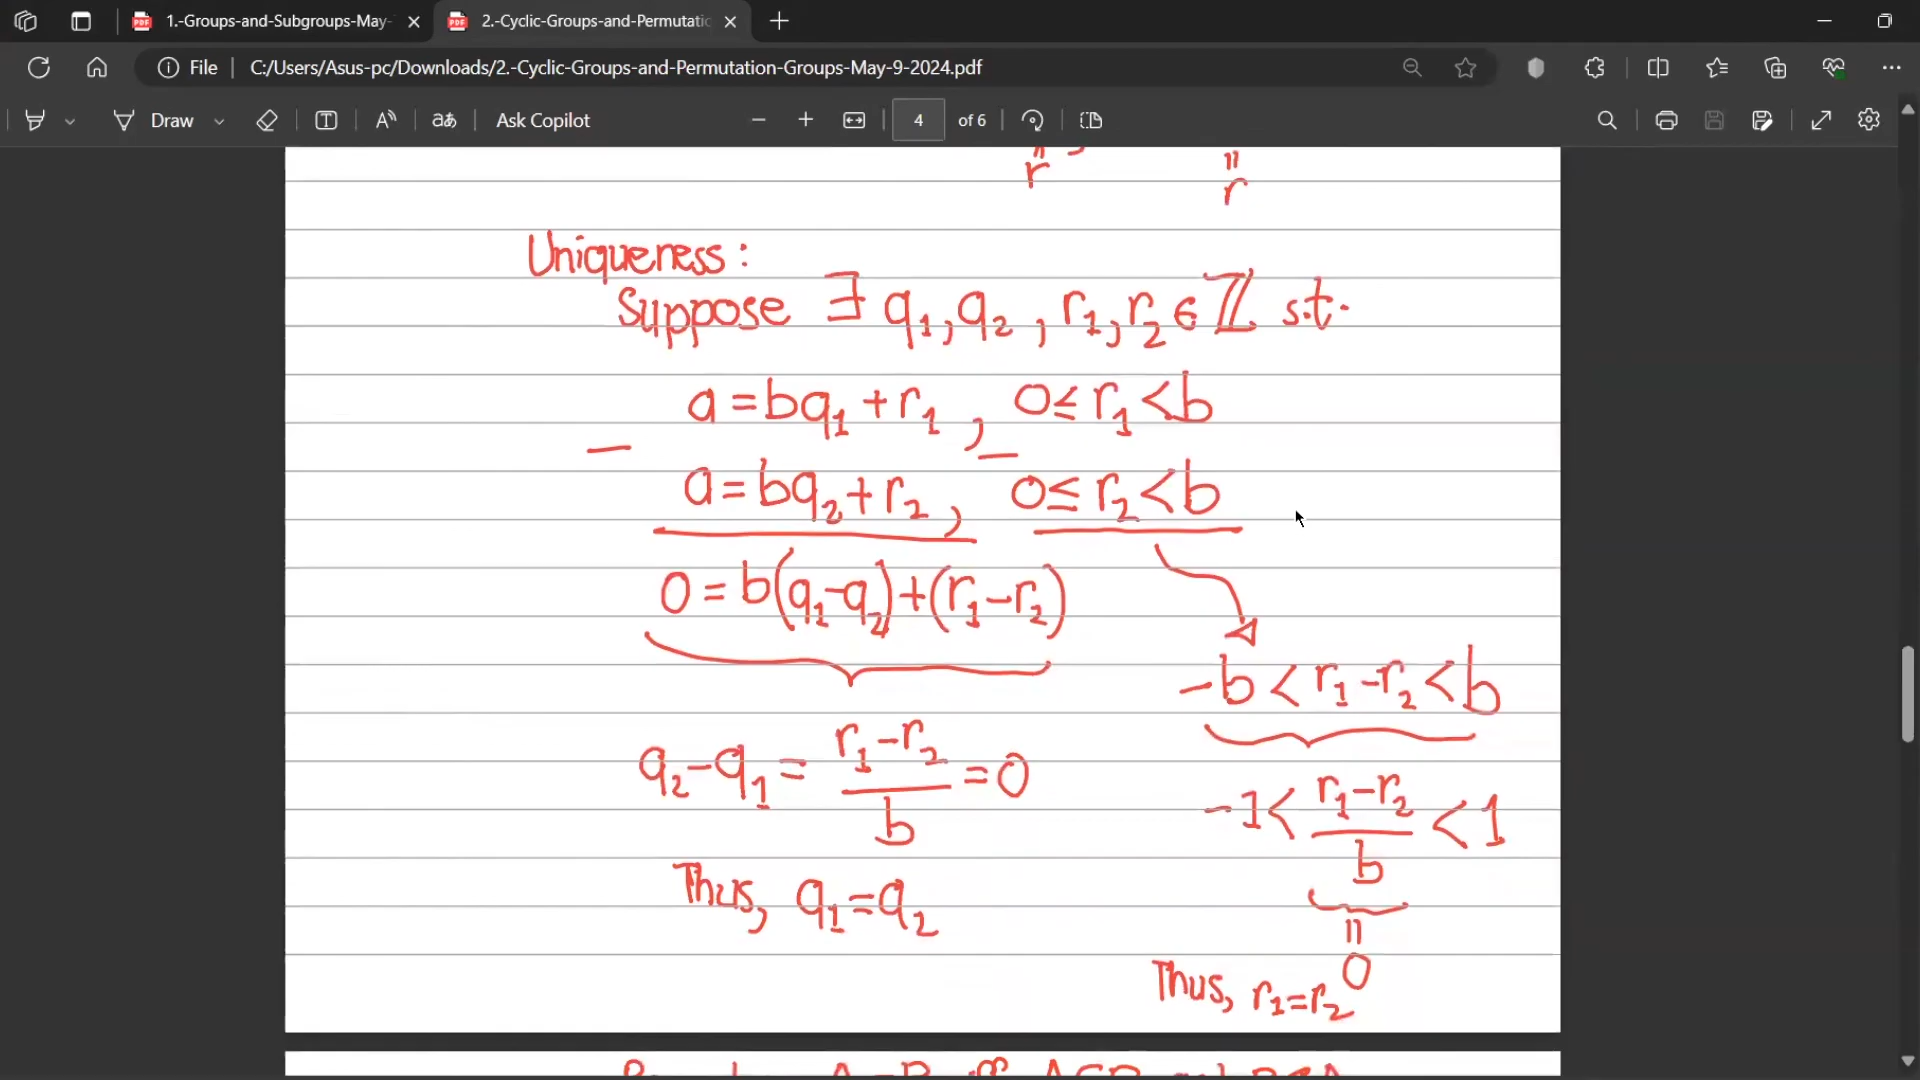 1.-Groups-and-Subgroups-May-
2.-Cyclic-Groups-and-Permutatic
File
C:/Users/Asus-pc/Downloads/2.-Cyclic-Groups-and-Permutation-Groups-May-9-2024.pdf
Draw
aあ
Ask Copilot
4 of 6
= r
= r
Uniqueness:
Suppose ∃ q₁, q₂, r₁, r₂ ∈ ℤ s.t.
a = bq₁ + r₁, 0 ≤ r₁ < b
— —
a = bq₂ + r₂, 0 ≤ r₂ < b
0 = b(q₁ - q₂) + (r₁ - r₂)
-b < r₁ - r₂ < b
q₂ - q₁ = (r₁ - r₂)/b = 0
-1 < (r₁ - r₂)/b < 1
Thus, q₁ = q₂
= 0
Thus, r₁ = r₂